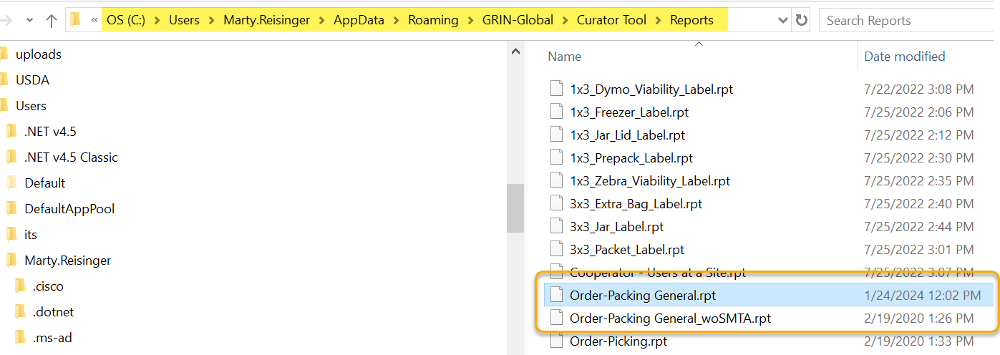 « OS (C:) > Users > Marty.Reisinger > AppData > Roaming > GRIN-Global > Curator Tool > Reports
Search Reports
uploads
USDA
Users
.NET v4.5
.NET v4.5 Classic
Default
DefaultAppPool
its
Marty.Reisinger
.cisco
.dotnet
.ms-ad
Name Date modified
1x3_Dymo_Viability_Label.rpt 7/22/2022 3:08 PM
1x3_Freezer_Label.rpt 7/25/2022 2:06 PM
1x3_Jar_Lid_Label.rpt 7/25/2022 2:12 PM
1x3_Prepack_Label.rpt 7/25/2022 2:30 PM
1x3_Zebra_Viability_Label.rpt 7/25/2022 2:35 PM
3x3_Extra_Bag_Label.rpt 7/25/2022 2:40 PM
3x3_Jar_Label.rpt 7/25/2022 2:44 PM
3x3_Packet_Label.rpt 7/25/2022 3:01 PM
Cooperator - Users at a Site.rpt 7/25/2022 3:07 PM
Order-Packing General.rpt 1/24/2024 12:02 PM
Order-Packing General_woSMTA.rpt 2/19/2020 1:26 PM
Order-Picking.rpt 2/19/2020 1:33 PM